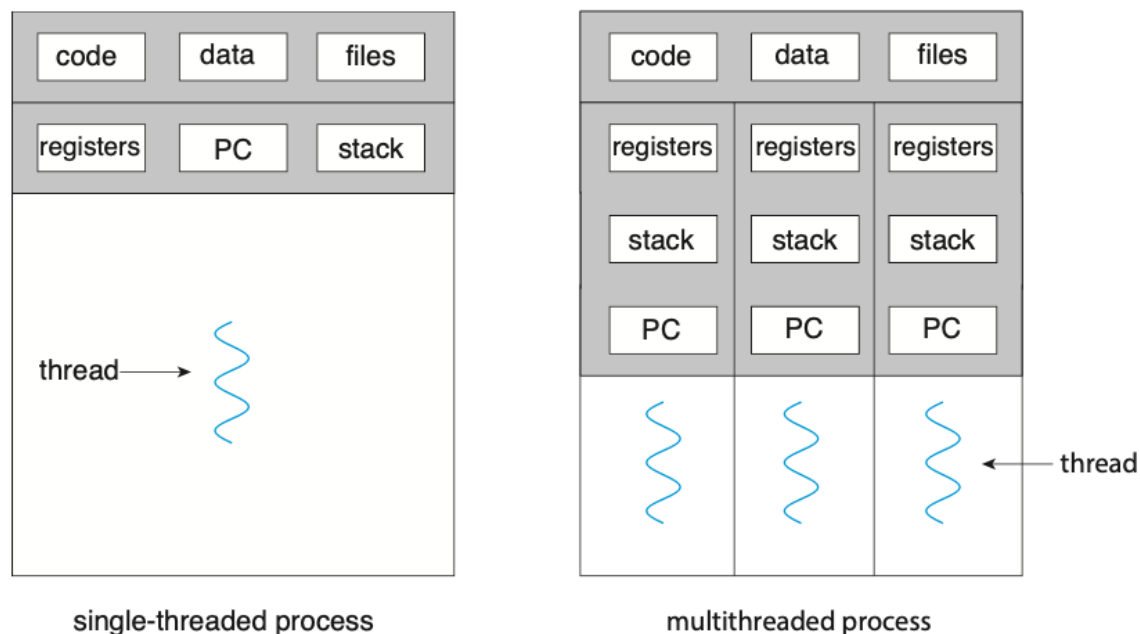 code data files code data files
registers PC stack registers registers registers
stack stack stack
PC PC PC
thread
thread
single-threaded process multithreaded process